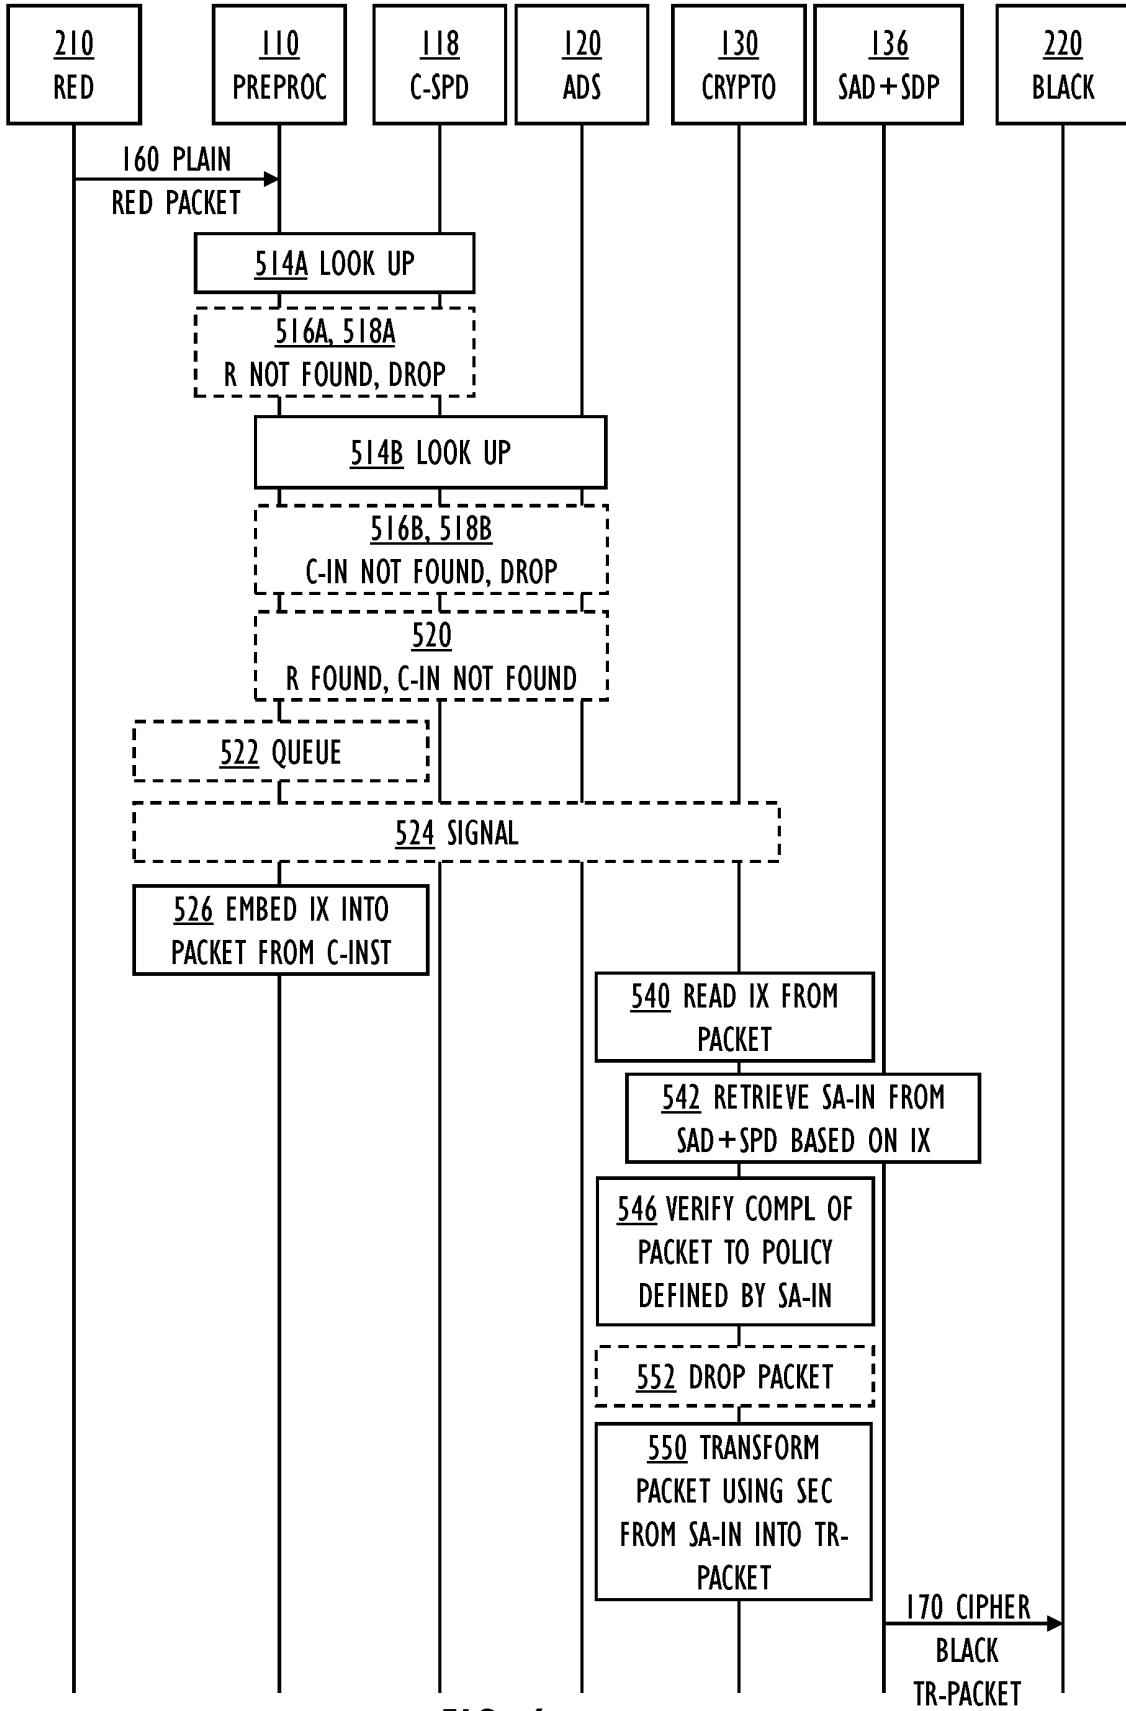 210
RED
110
PREPROC
118
C-SPD
120
ADS
130
CRYPTO
136
SAD+SDP
220
BLACK
160 PLAIN
RED PACKET
514A LOOK UP
516A, 518A
R NOT FOUND, DROP
514B LOOK UP
516B, 518B
C-IN NOT FOUND, DROP
520
R FOUND, C-IN NOT FOUND
522 QUEUE
524 SIGNAL
526 EMBED IX INTO
PACKET FROM C-INST
540 READ IX FROM
PACKET
542 RETRIEVE SA-IN FROM
SAD+SPD BASED ON IX
546 VERIFY COMPL OF
PACKET TO POLICY
DEFINED BY SA-IN
552 DROP PACKET
550 TRANSFORM
PACKET USING SEC
FROM SA-IN INTO TR-
PACKET
170 CIPHER
BLACK
TR-PACKET